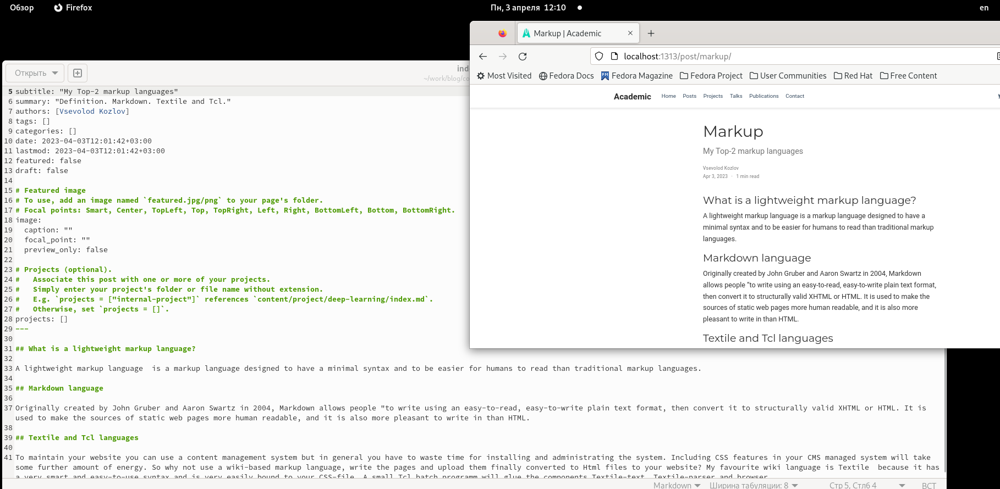 Обзор Firefox Пн, 3 апреля 12:10 en
Markup | Academic
localhost:1313/post/markup/
Most Visited Fedora Docs Fedora Magazine Fedora Project User Communities Red Hat Free Content
Academic Home Posts Projects Talks Publications Contact
Markup
My Top-2 markup languages
Vsevolod Kozlov
Apr 3, 2023 · 1 min read
What is a lightweight markup language?
A lightweight markup language is a markup language designed to have a
minimal syntax and to be easier for humans to read than traditional markup
languages.
Markdown language
Originally created by John Gruber and Aaron Swartz in 2004, Markdown
allows people “to write using an easy-to-read, easy-to-write plain text format,
then convert it to structurally valid XHTML or HTML. It is used to make the
sources of static web pages more human readable, and it is also more
pleasant to write in than HTML.
Textile and Tcl languages
Открыть
ind
~/work/blog/co
5 subtitle: "My Top-2 markup languages"
6 summary: "Definition. Markdown. Textile and Tcl."
7 authors: [Vsevolod Kozlov]
8 tags: []
9 categories: []
10 date: 2023-04-03T12:01:42+03:00
11 lastmod: 2023-04-03T12:01:42+03:00
12 featured: false
13 draft: false
14
15 # Featured image
16 # To use, add an image named `featured.jpg/png` to your page's folder.
17 # Focal points: Smart, Center, TopLeft, Top, TopRight, Left, Right, BottomLeft, Bottom, BottomRight.
18 image:
19   caption: ""
20   focal_point: ""
21   preview_only: false
22
23 # Projects (optional).
24 #   Associate this post with one or more of your projects.
25 #   Simply enter your project's folder or file name without extension.
26 #   E.g. `projects = ["internal-project"]` references `content/project/deep-learning/index.md`.
27 #   Otherwise, set `projects = []`.
28 projects: []
29 ---
30
31 ## What is a lightweight markup language?
32
33 A lightweight markup language  is a markup language designed to have a minimal syntax and to be easier for humans to read than traditional markup languages.
34
35 ## Markdown language
36
37 Originally created by John Gruber and Aaron Swartz in 2004, Markdown allows people "to write using an easy-to-read, easy-to-write plain text format, then convert it to structurally valid XHTML or HTML. It is
used to make the sources of static web pages more human readable, and it is also more pleasant to write in than HTML.
38
39 ## Textile and Tcl languages
40
41 To maintain your website you can use a content management system but in general you have to waste time for installing and administrating the system. Including CSS features in your CMS managed system will take
some further amount of energy. So why not use a wiki-based markup language, write the pages and upload them finally converted to Html files to your website? My favourite wiki language is Textile  because it has
a very smart and easy-to-use syntax and is very easily bound to your CSS-file. A small Tcl batch programm will glue the components Textile-text, Textile-parser and browser.
Markdown Ширина табуляции: 8 Стр 5, Стлб 4 ВСТ